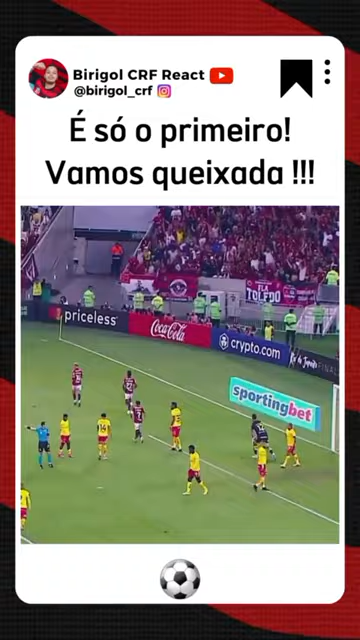 Birigol CRF React
@birigol_crf
É só o primeiro!
Vamos queixada !!!
FLA
TOLEDO
priceless
Coca-Cola
crypto.com
sportingbet